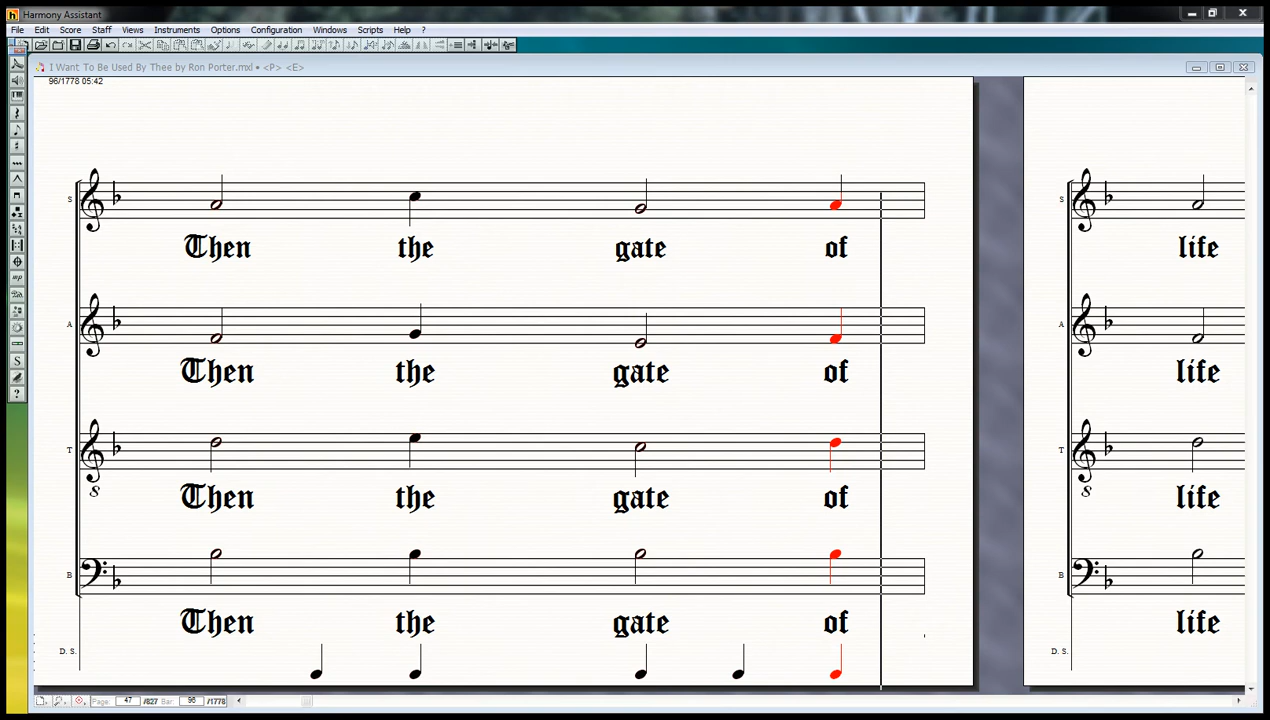 Harmony Assistant
File Edit Score Staff Views Instruments Options Configuration Windows Scripts Help ?
I Want To Be Used By Thee by Ron Porter.mxl • <P> <E>
96/1778 05:42
S
Then the gate of life
A
Then the gate of life
T
8
8
Then the gate of life
B
Then the gate of life
D. S. D. S.
Page: 47 /827 Bar: 96 /1778